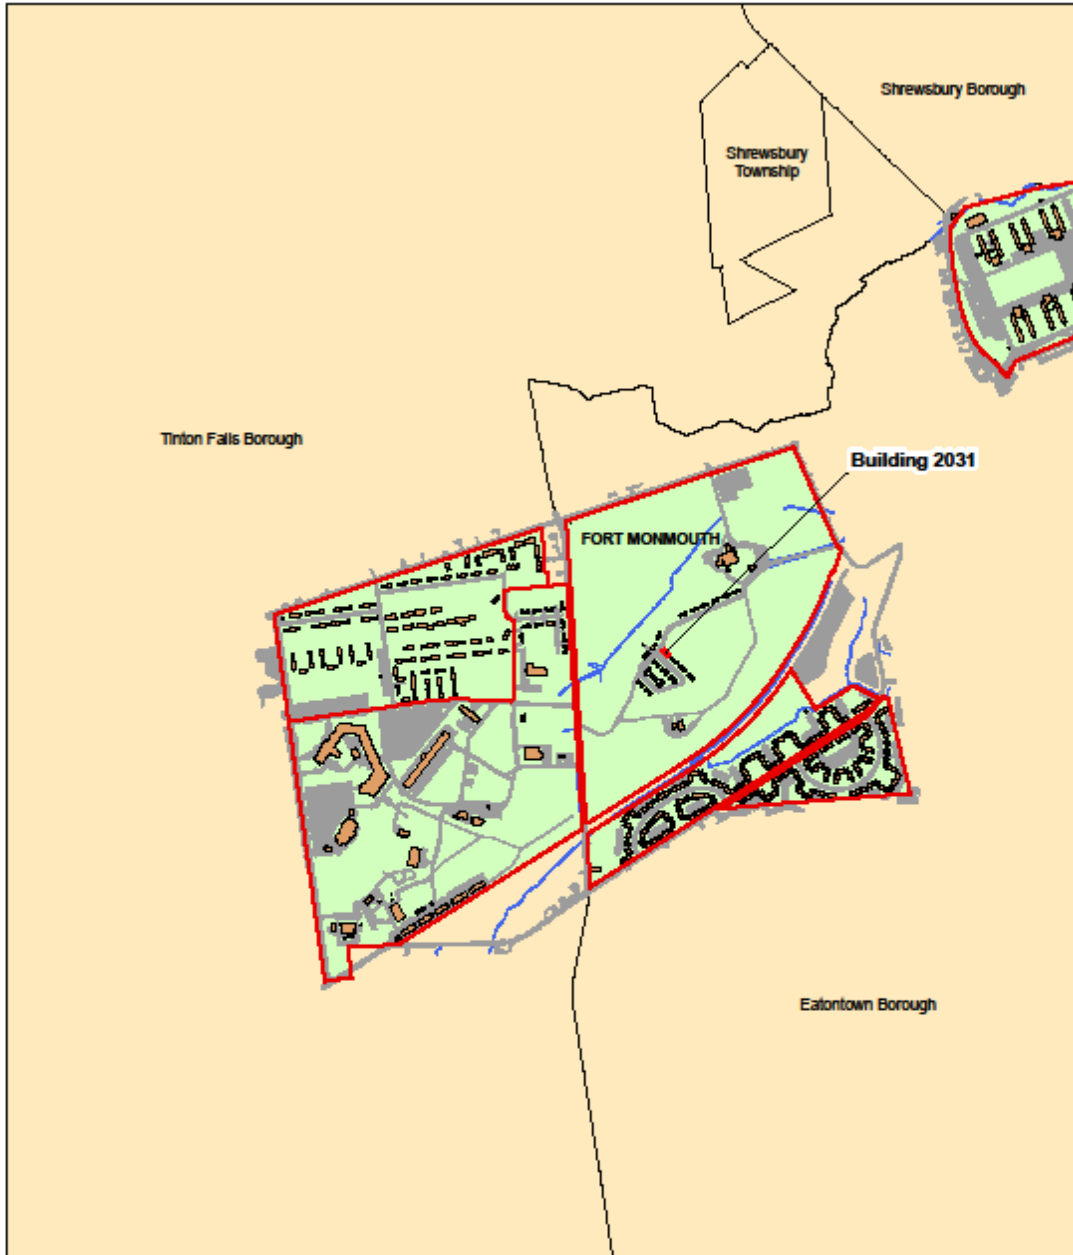 Shrewsbury Borough
Shrewsbury
Township
Tinton Falls Borough
Building 2031
FORT MONMOUTH
Eatontown Borough